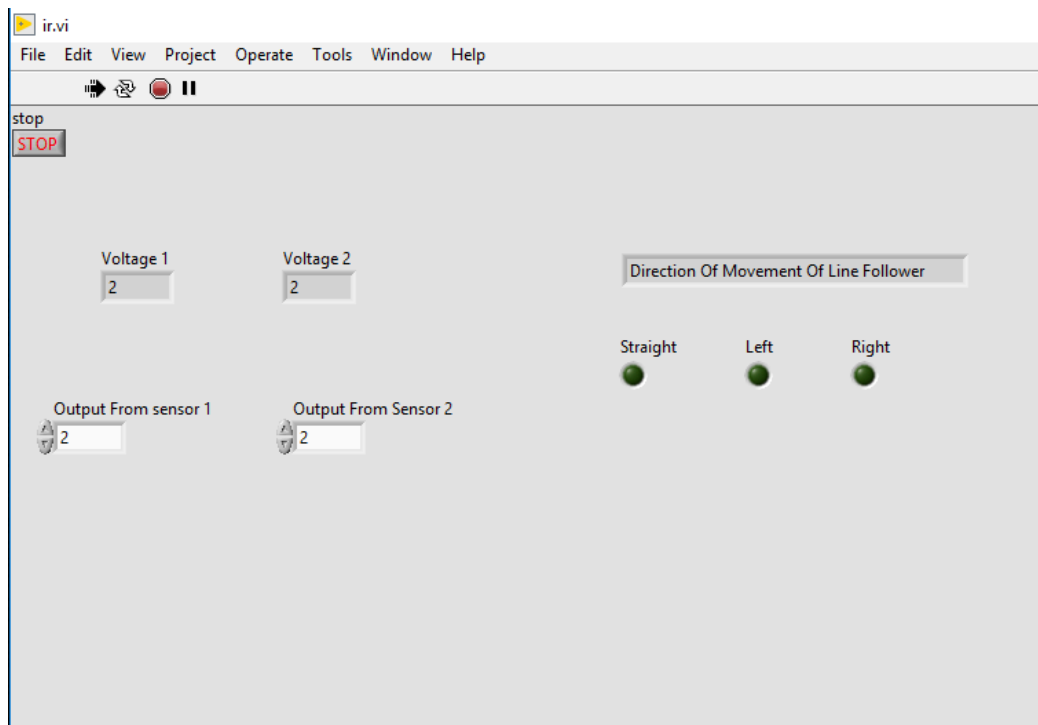 ir.vi
File Edit View Project Operate Tools Window Help
stop
STOP
Voltage 1 Voltage 2
2 2
Direction Of Movement Of Line Follower
Straight Left Right
Output From sensor 1 Output From Sensor 2
2 2